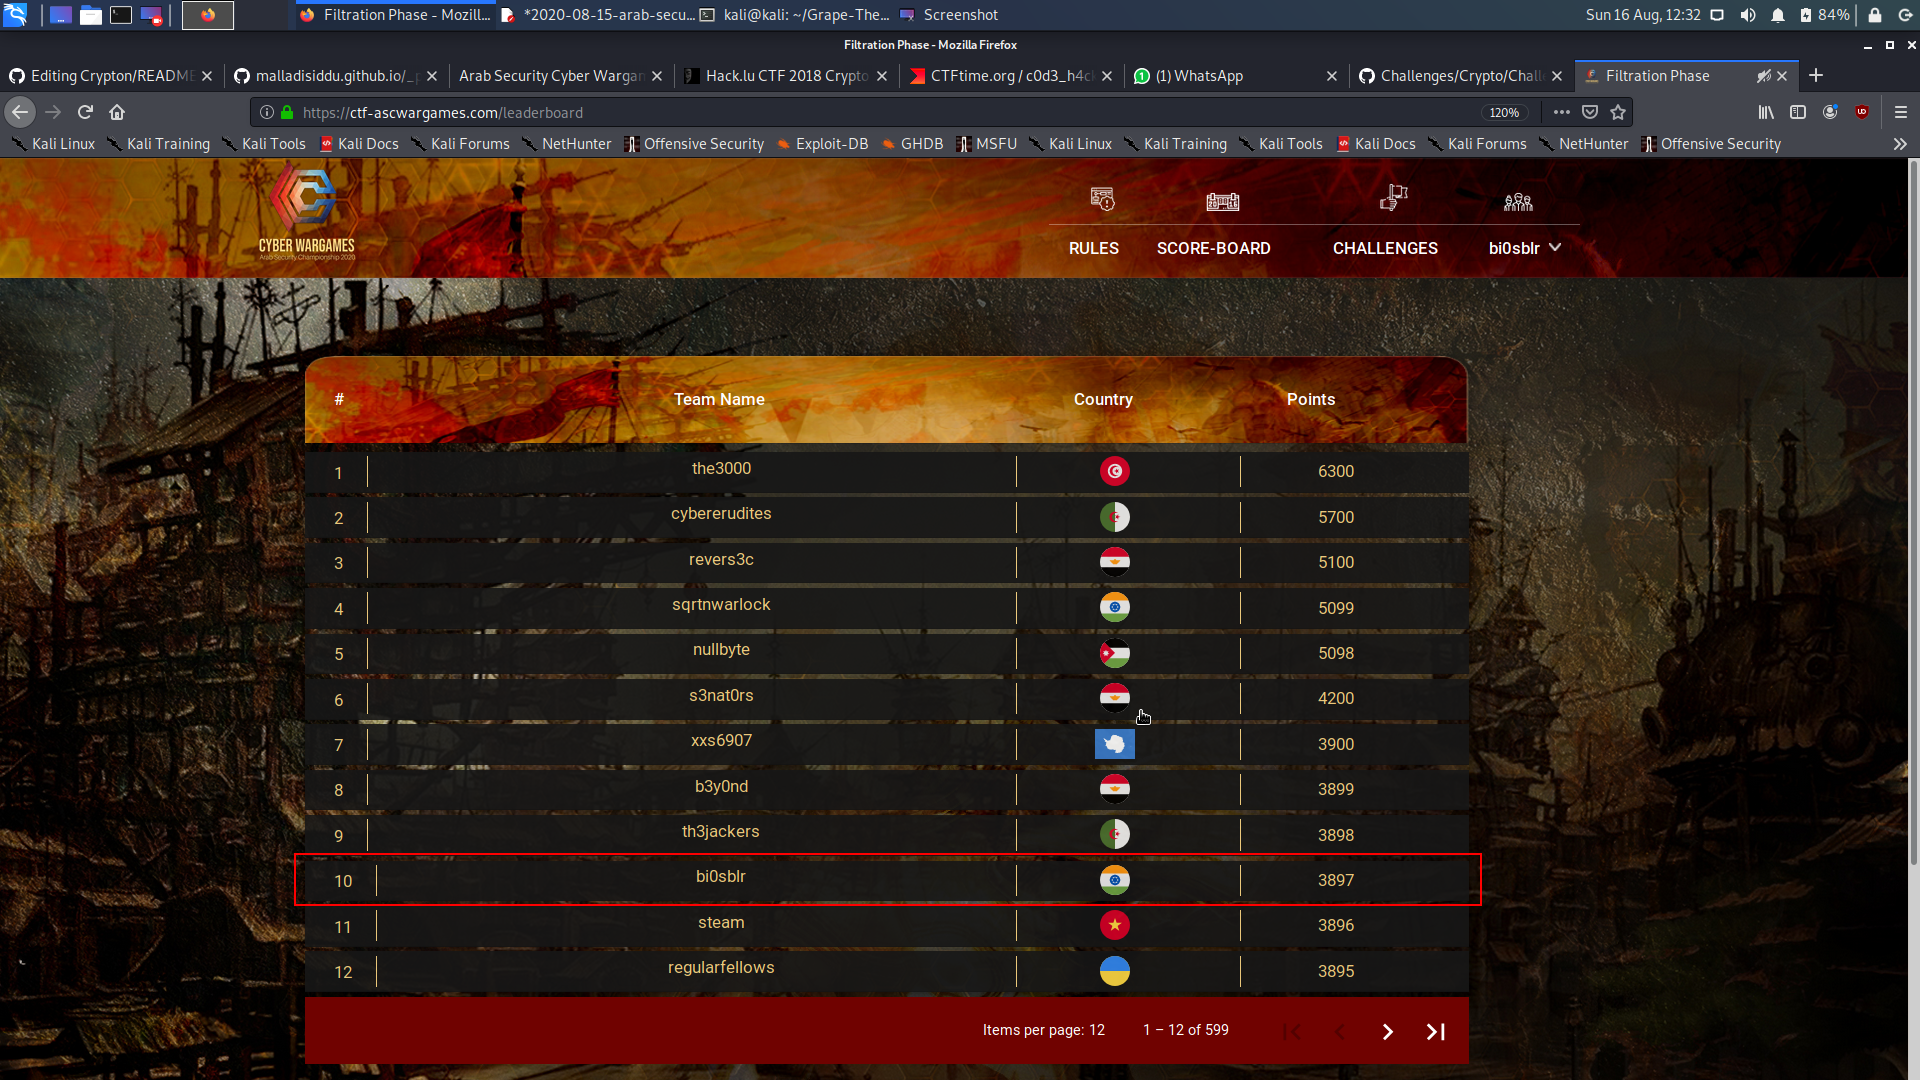 Filtration Phase - Mozill... *2020-08-15-arab-secu... kali@kali: ~/Grape-The... Screenshot Sun 16 Aug, 12:32 84%
Filtration Phase - Mozilla Firefox
Editing Crypton/README malladisiddu.github.io/_p Arab Security Cyber Wargam Hack.lu CTF 2018 Crypto CTFtime.org / c0d3_h4ck (1) WhatsApp Challenges/Crypto/Chall Filtration Phase
https://ctf-ascwargames.com/leaderboard 120%
Kali Linux Kali Training Kali Tools Kali Docs Kali Forums NetHunter Offensive Security Exploit-DB GHDB MSFU Kali Linux Kali Training Kali Tools Kali Docs Kali Forums NetHunter Offensive Security
CYBER WARGAMES
Arab Security Championship 2020
RULES SCORE-BOARD CHALLENGES bi0sblr
# Team Name Country Points
1 the3000 6300
2 cybererudites 5700
3 revers3c 5100
4 sqrtnwarlock 5099
5 nullbyte 5098
6 s3nat0rs 4200
7 xxs6907 3900
8 b3y0nd 3899
9 th3jackers 3898
10 bi0sblr 3897
11 steam 3896
12 regularfellows 3895
Items per page: 12 1 – 12 of 599